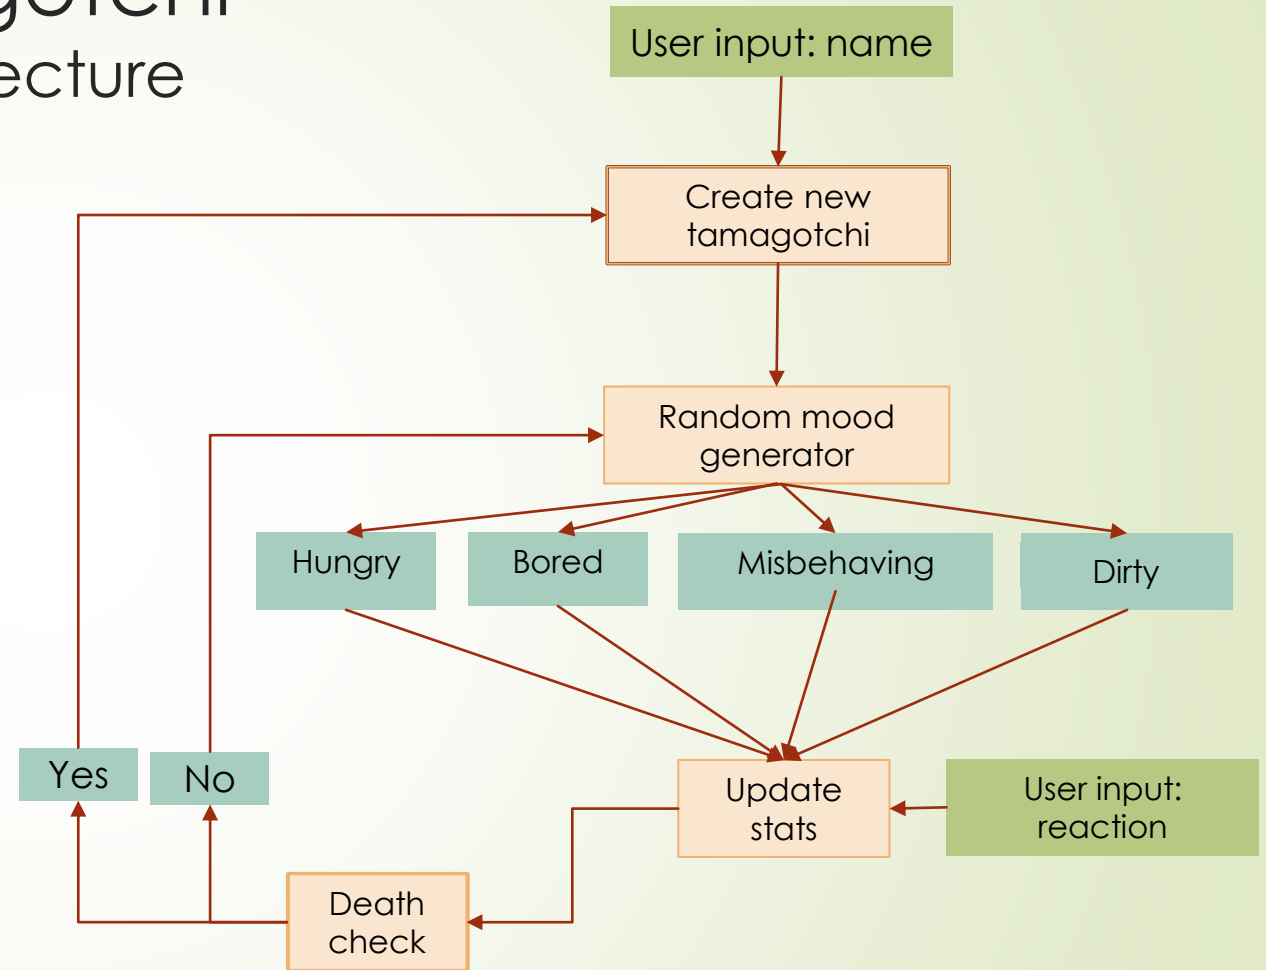 gotchi
ecture
User input: name
Create new
tamagotchi
Random mood
generator
Hungry
Bored
Misbehaving
Dirty
Yes
No
Update
stats
User input:
reaction
Death
check